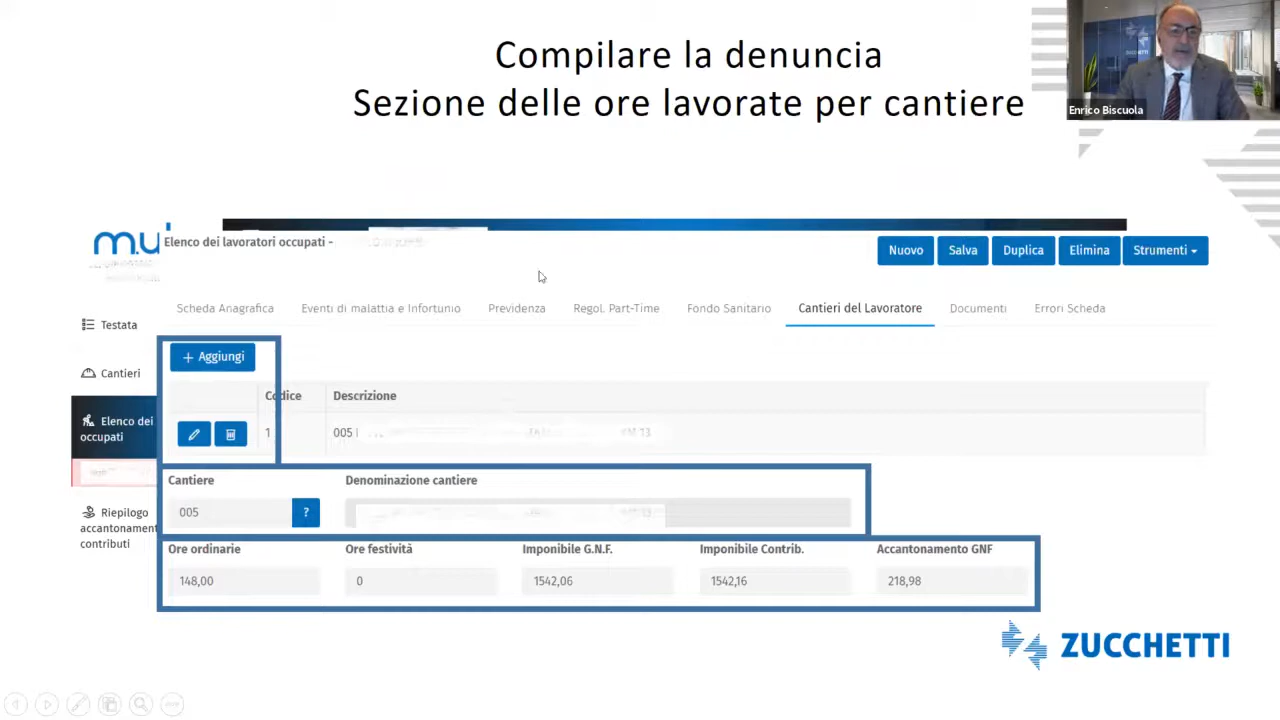 Compilare la denuncia
Sezione delle ore lavorate per cantiere
ZUCCHETTI
Enrico Biscuola
Elenco dei lavoratori occupati -
Nuovo
Salva
Duplica
Elimina
Strumenti
Scheda Anagrafica
Eventi di malattia e Infortunio
Previdenza
Regol. Part-Time
Fondo Sanitario
Cantieri del Lavoratore
Documenti
Errori Scheda
Testata
Cantieri
Elenco dei
occupati
Riepilogo
accantonament
contributi
+ Aggiungi
Codice
Descrizione
1
005
Cantiere
Denominazione cantiere
005
?
Ore ordinarie
Ore festività
Imponibile G.N.F.
Imponibile Contrib.
Accantonamento GNF
148,00
0
1542,06
1542,16
218,98
ZUCCHETTI